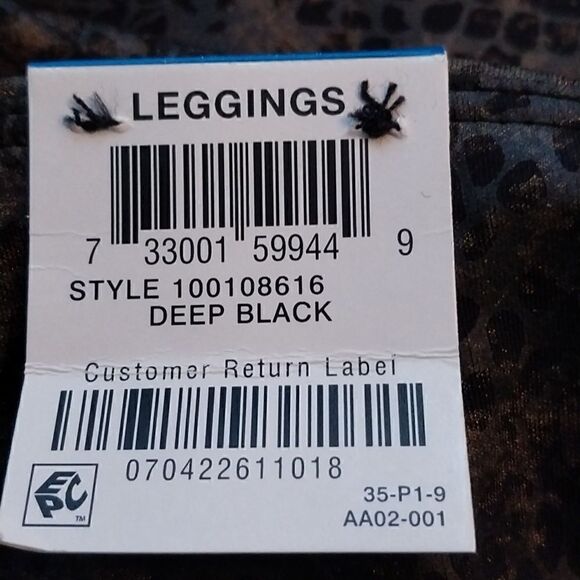 LEGGINGS
7 33001 59944 9
STYLE 100108616
DEEP BLACK
Customer Return Label
070422611018
EPC
TM
35-P1-9
AA02-001